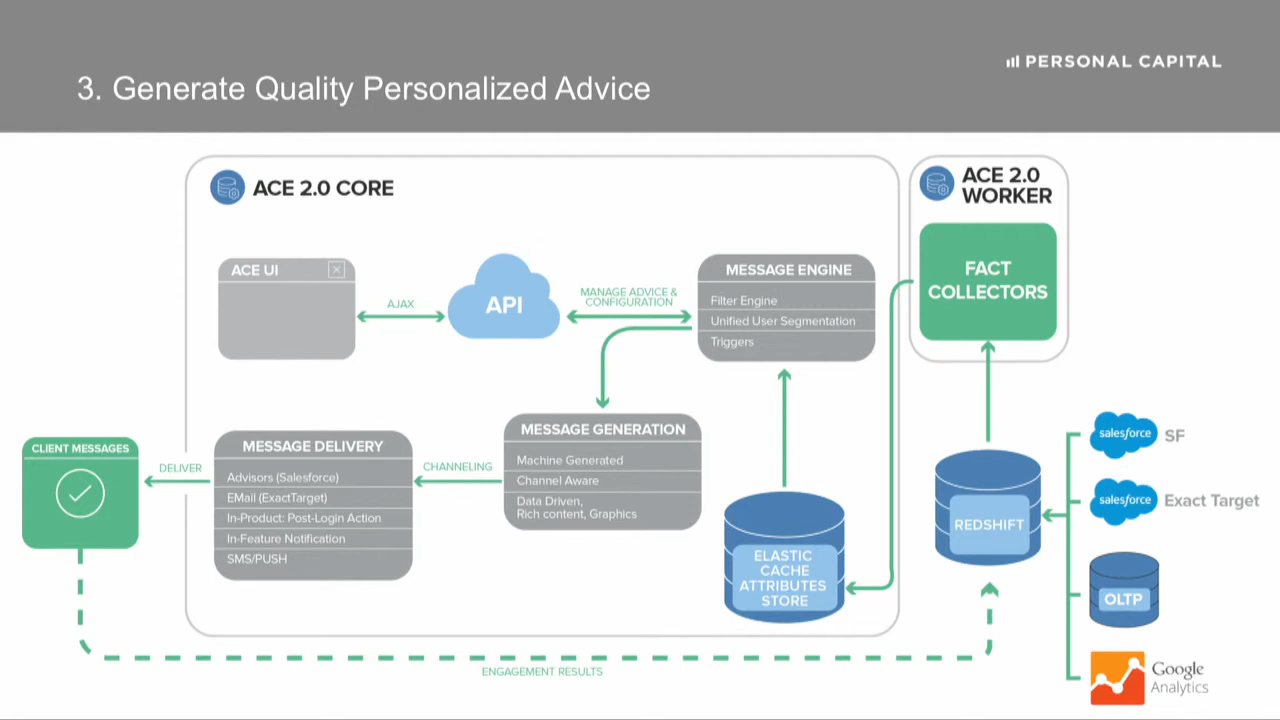 PERSONAL CAPITAL
3. Generate Quality Personalized Advice
ACE 2.0 CORE
ACE 2.0
WORKER
ACE UI
AJAX
API
MANAGE ADVICE &
CONFIGURATION
MESSAGE ENGINE
Filter Engine
Unified User Segmentation
Triggers
FACT
COLLECTORS
CLIENT MESSAGES
DELIVER
MESSAGE DELIVERY
Advisors (Salesforce)
EMail (ExactTarget)
In-Product: Post-Login Action
In-Feature Notification
SMS/PUSH
CHANNELING
MESSAGE GENERATION
Machine Generated
Channel Aware
Data Driven,
Rich content, Graphics
ELASTIC
CACHE
ATTRIBUTES
STORE
REDSHIFT
salesforce SF
salesforce Exact Target
OLTP
Google
Analytics
ENGAGEMENT RESULTS